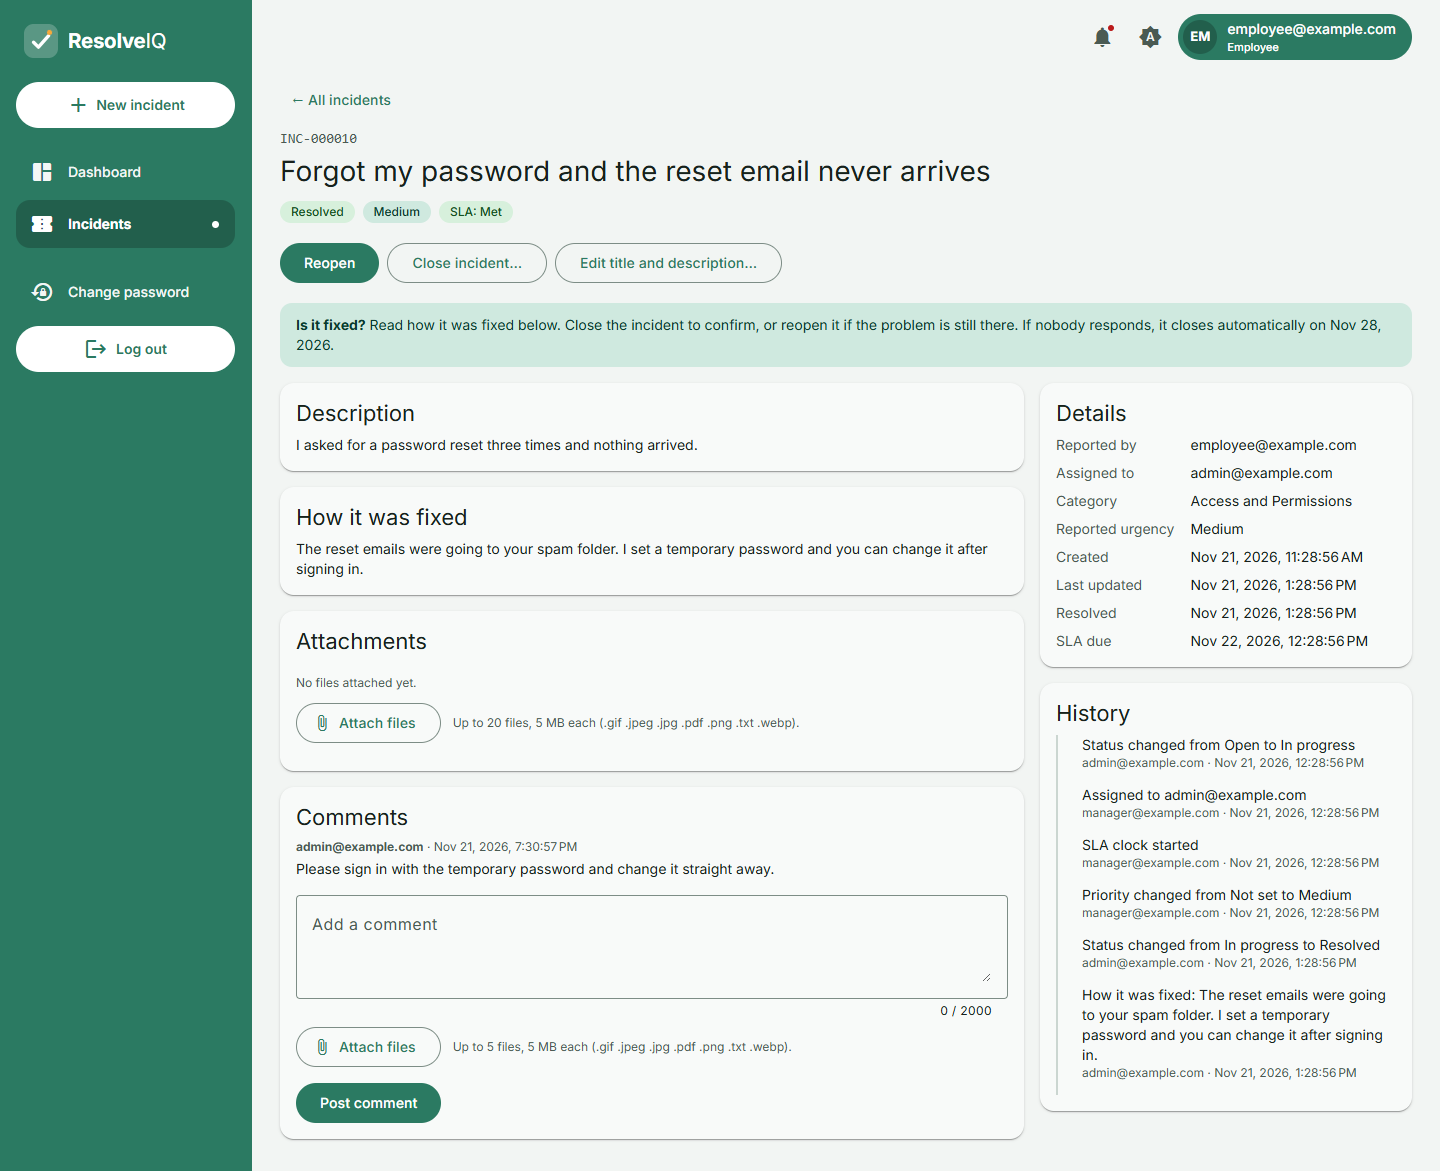 ResolveIQ
New incident
Dashboard
Incidents
Change password
Log out
A
EM
employee@example.com
Employee
← All incidents
INC-000010
Forgot my password and the reset email never arrives
Resolved
Medium
SLA: Met
Reopen
Close incident...
Edit title and description...
Is it fixed? Read how it was fixed below. Close the incident to confirm, or reopen it if the problem is still there. If nobody responds, it closes automatically on Nov 28,
2026.
Description
I asked for a password reset three times and nothing arrived.
How it was fixed
The reset emails were going to your spam folder. I set a temporary password and you can change it after
signing in.
Attachments
No files attached yet.
Attach files
Up to 20 files, 5 MB each (.gif .jpeg .jpg .pdf .png .txt .webp).
Comments
admin@example.com · Nov 21, 2026, 7:30:57 PM
Please sign in with the temporary password and change it straight away.
Add a comment
0 / 2000
Attach files
Up to 5 files, 5 MB each (.gif .jpeg .jpg .pdf .png .txt .webp).
Post comment
Details
Reported by employee@example.com
Assigned to admin@example.com
Category Access and Permissions
Reported urgency Medium
Created Nov 21, 2026, 11:28:56 AM
Last updated Nov 21, 2026, 1:28:56 PM
Resolved Nov 21, 2026, 1:28:56 PM
SLA due Nov 22, 2026, 12:28:56 PM
History
Status changed from Open to In progress
admin@example.com · Nov 21, 2026, 12:28:56 PM
Assigned to admin@example.com
manager@example.com · Nov 21, 2026, 12:28:56 PM
SLA clock started
manager@example.com · Nov 21, 2026, 12:28:56 PM
Priority changed from Not set to Medium
manager@example.com · Nov 21, 2026, 12:28:56 PM
Status changed from In progress to Resolved
admin@example.com · Nov 21, 2026, 1:28:56 PM
How it was fixed: The reset emails were going
to your spam folder. I set a temporary
password and you can change it after signing
in.
admin@example.com · Nov 21, 2026, 1:28:56 PM